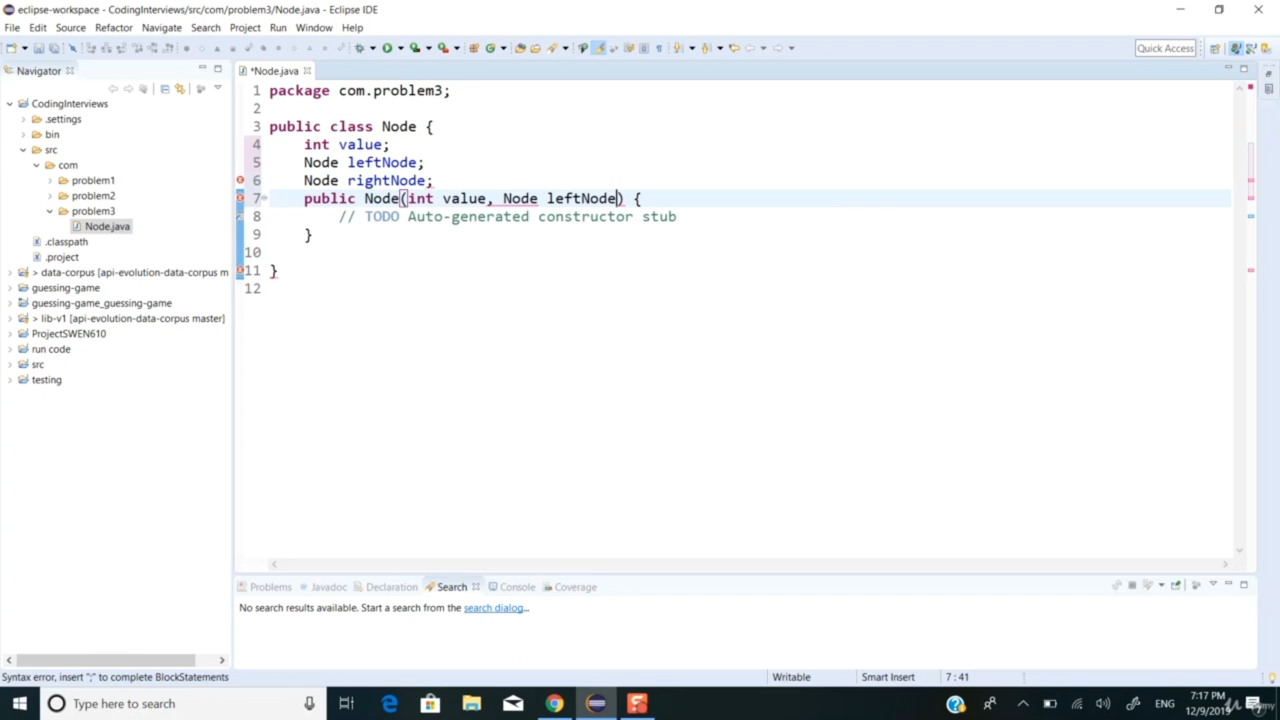 eclipse-workspace - CodingInterviews/src/com/problem3/Node.java - Eclipse IDE
File Edit Source Refactor Navigate Search Project Run Window Help
Quick Access
Navigator
*Node.java
CodingInterviews
.settings
bin
src
com
problem1
problem2
problem3
Node.java
.classpath
.project
> data-corpus [api-evolution-data-corpus m
guessing-game
guessing-game_guessing-game
> lib-v1 [api-evolution-data-corpus master]
ProjectSWEN610
run code
src
testing
1 package com.problem3;
2
3 public class Node {
4 int value;
5 Node leftNode;
6 Node rightNode;
7 public Node(int value, Node leftNode) {
8 // TODO Auto-generated constructor stub
9 }
10
11 }
12
Problems Javadoc Declaration Search Console Coverage
No search results available. Start a search from the search dialog...
Syntax error, insert ";" to complete BlockStatements
Writable
Smart Insert
7 : 41
Type here to search
ENG
7:17 PM
12/9/2019